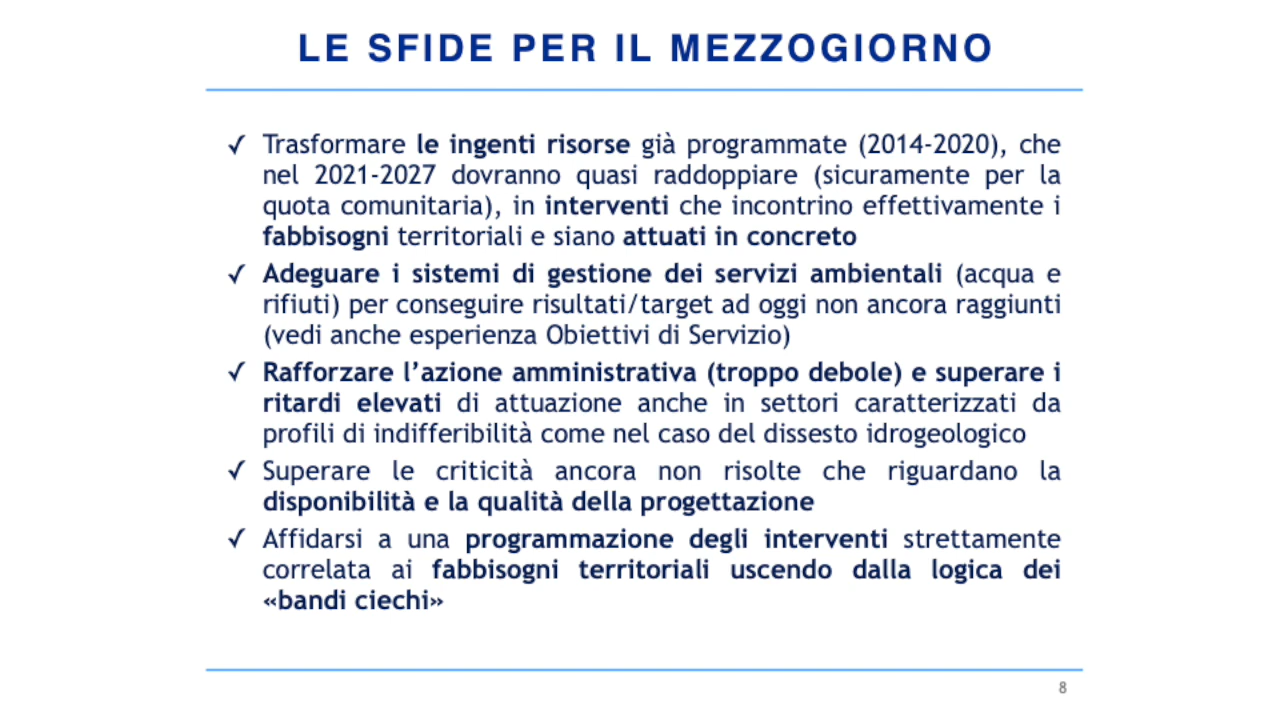 LE SFIDE PER IL MEZZOGIORNO
✓ Trasformare le ingenti risorse già programmate (2014-2020), che
nel 2021-2027 dovranno quasi raddoppiare (sicuramente per la
quota comunitaria), in interventi che incontrino effettivamente i
fabbisogni territoriali e siano attuati in concreto
✓ Adeguare i sistemi di gestione dei servizi ambientali (acqua e
rifiuti) per conseguire risultati/target ad oggi non ancora raggiunti
(vedi anche esperienza Obiettivi di Servizio)
✓ Rafforzare l’azione amministrativa (troppo debole) e superare i
ritardi elevati di attuazione anche in settori caratterizzati da
profili di indifferibilità come nel caso del dissesto idrogeologico
✓ Superare le criticità ancora non risolte che riguardano la
disponibilità e la qualità della progettazione
✓ Affidarsi a una programmazione degli interventi strettamente
correlata ai fabbisogni territoriali uscendo dalla logica dei
«bandi ciechi»
8